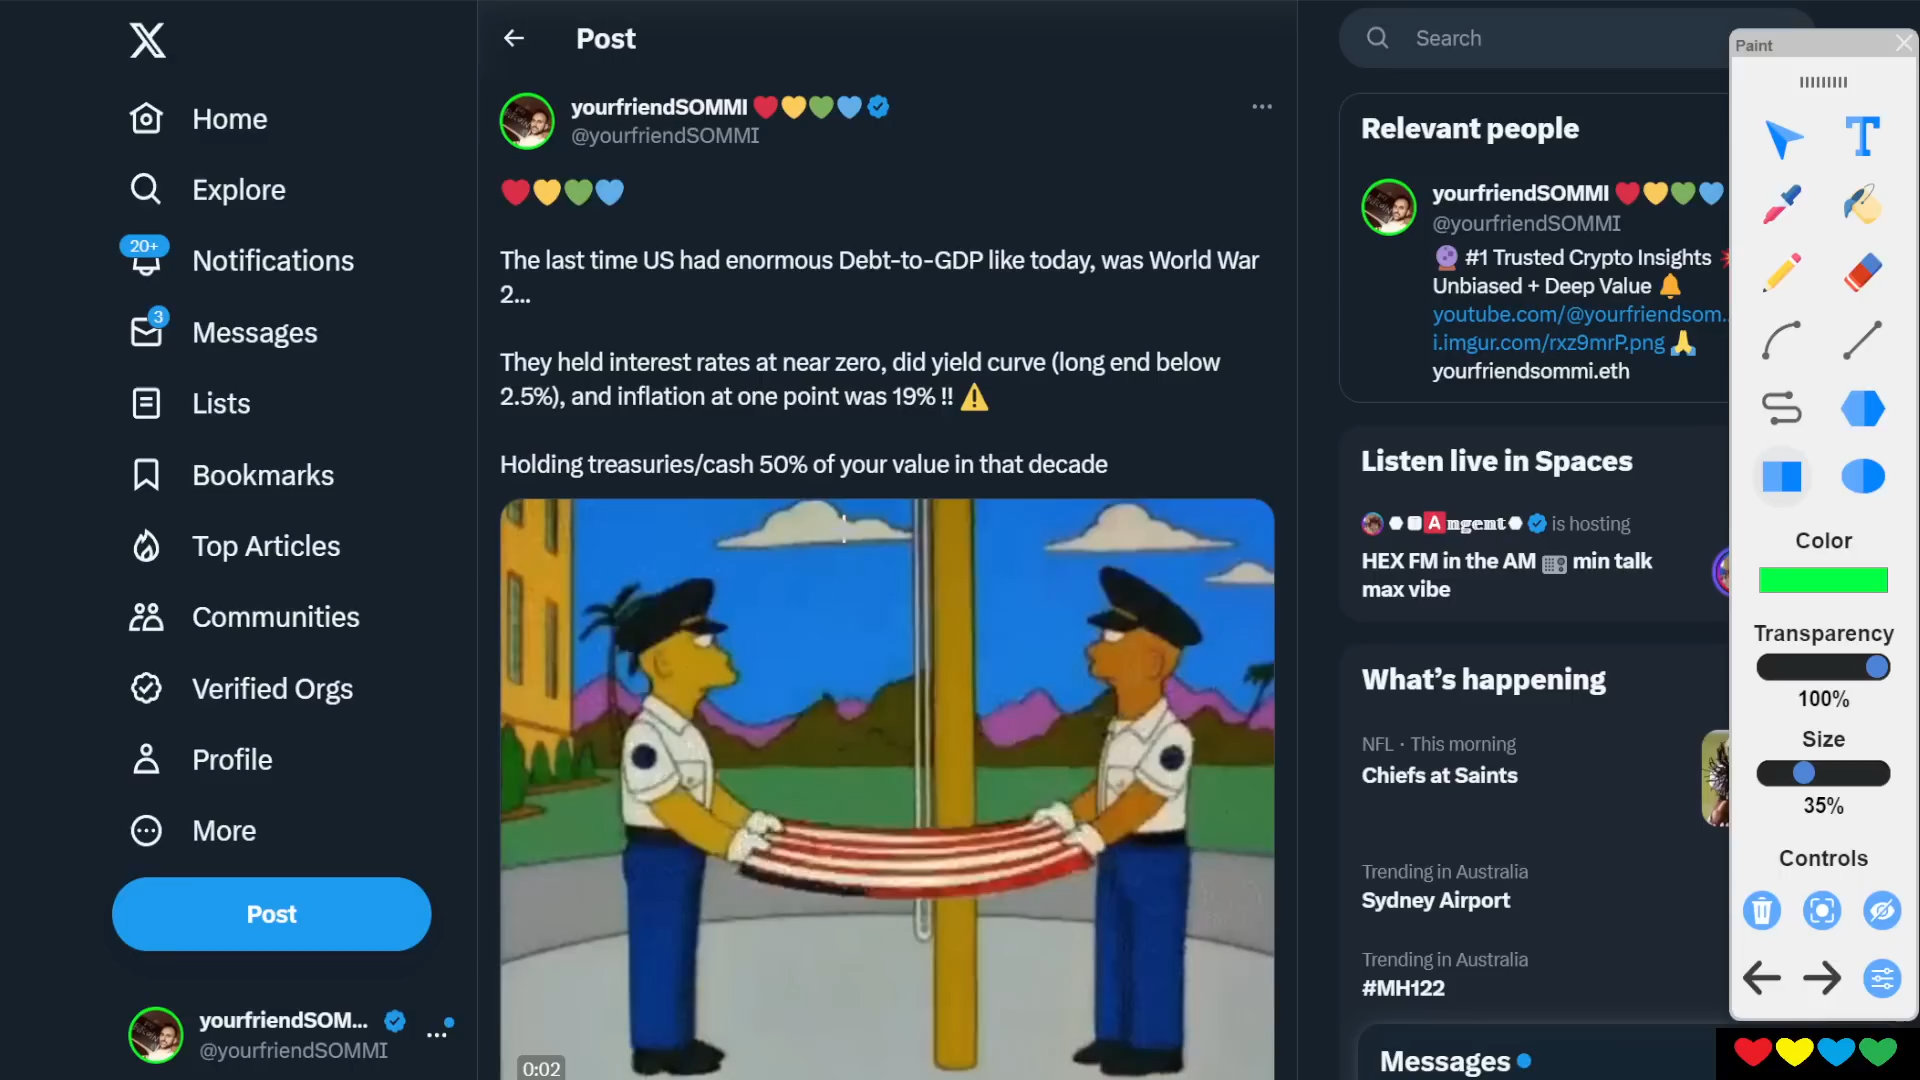 Post
Search
Paint
yourfriendSOMMI
@yourfriendSOMMI
Home
Explore
20+
Notifications
3
Messages
Lists
Bookmarks
Top Articles
Communities
Verified Orgs
Profile
More
Post
yourfriendSOM...
@yourfriendSOMMI
❤️💛💚💙
The last time US had enormous Debt-to-GDP like today, was World War
2...
They held interest rates at near zero, did yield curve (long end below
2.5%), and inflation at one point was 19% !! ⚠️
Holding treasuries/cash 50% of your value in that decade
0:02
Relevant people
yourfriendSOMMI
@yourfriendSOMMI
🔮 #1 Trusted Crypto Insights
Unbiased + Deep Value 🔔
youtube.com/@yourfriendsom..
i.imgur.com/rxz9mrP.png 🙏
yourfriendsommi.eth
Listen live in Spaces
🅰ngent is hosting
HEX FM in the AM 🎛 min talk
max vibe
What's happening
NFL · This morning
Chiefs at Saints
Trending in Australia
Sydney Airport
Trending in Australia
#MH122
Messages
T
Color
Transparency
100%
Size
35%
Controls